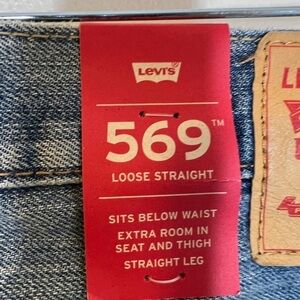 LEVI'S
569™
LOOSE STRAIGHT
SITS BELOW WAIST
EXTRA ROOM IN
SEAT AND THIGH
STRAIGHT LEG